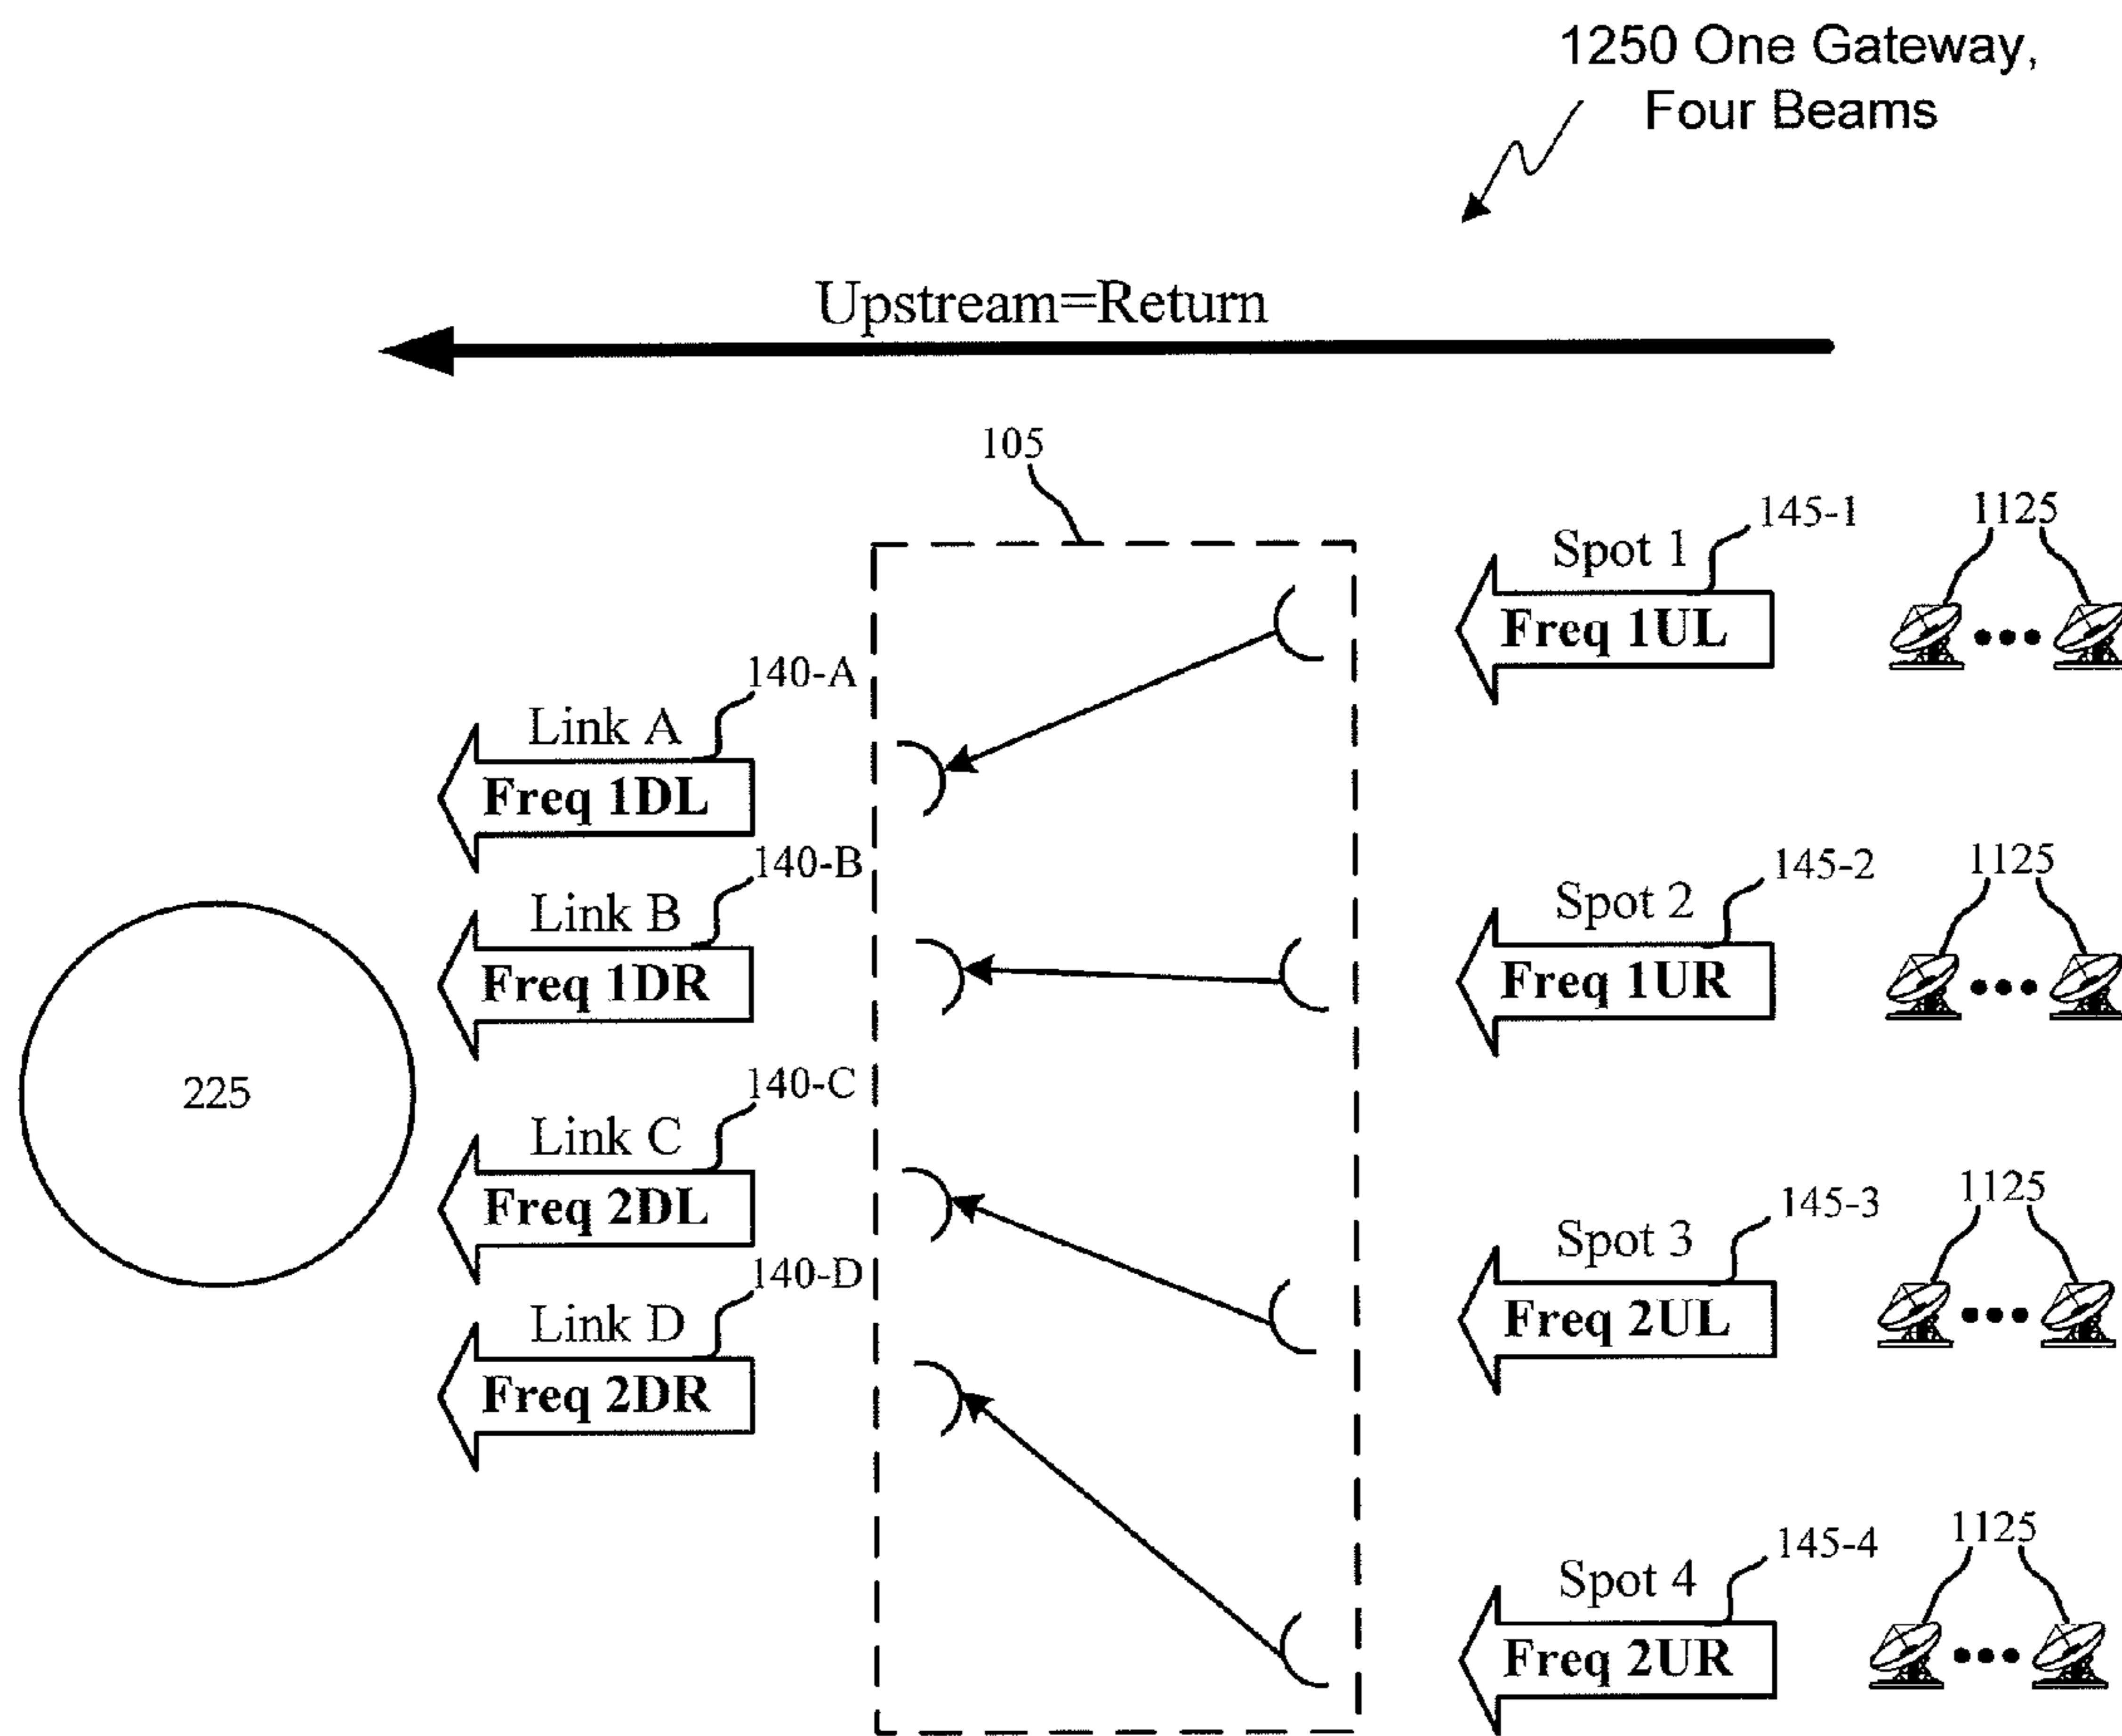 1250 One Gateway,
Four Beams
Upstream=Return
105
Spot 1
145-1
1125
Freq 1UL
140-A
Link A
Freq 1DL
140-B
Link B
Freq 1DR
Spot 2
145-2
1125
Freq 1UR
225
140-C
Link C
Freq 2DL
Spot 3
145-3
1125
Freq 2UL
140-D
Link D
Freq 2DR
Spot 4
145-4
1125
Freq 2UR